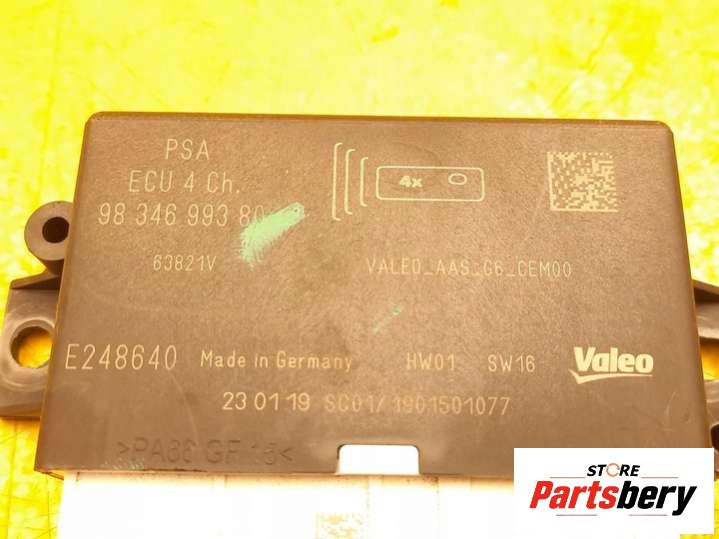 PSA
ECU 4 Ch.
98 346 993 80
4x
63821V
VALEO_AAS_G6_CEM00
E248640 Made in Germany HW01 SW16 Valeo
23 01 19 SC01/1901501077
>PA66 GF 15<
STORE
Partsbery